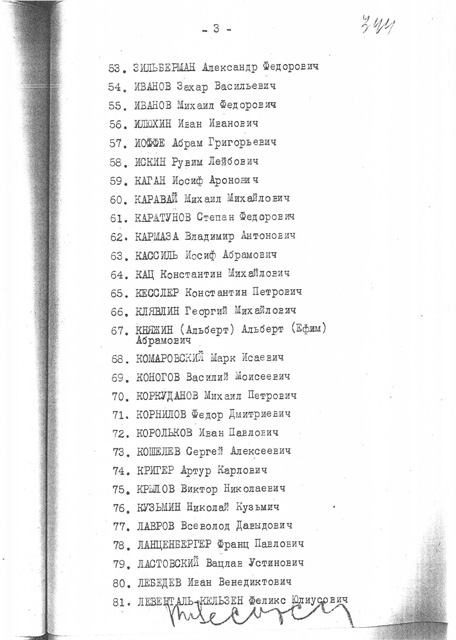 - 3 -
53. ЗИЛЬБЕРМАН Александр Федорович
54. ИВАНОВ Захар Васильевич
55. ИВАНОВ Михаил Федорович
56. ИЛЮХИН Иван Иванович
57. ИОФФЕ Абрам Григорьевич
58. ИСКИН Рувим Лейбович
59. КАГАН Иосиф Аронович
60. КАРАВАЙ Михаил Михайлович
61. КАРАТУНОВ Степан Федорович
62. КАРМАЗА Владимир Антонович
63. КАССИЛЬ Иосиф Абрамович
64. КАЦ Константин Михайлович
65. КЕССЛЕР Константин Петрович
66. КЛЯВЛИН Георгий Михайлович
67. КНЯЖИН (Альберт) Альберт (Ефим)
Абрамович
68. КОМАРОВСКИЙ Марк Исаевич
69. КОНОГОВ Василий Моисеевич
70. КОРКУДАНОВ Михаил Петрович
71. КОРНИЛОВ Федор Дмитриевич
72. КОРОЛЬКОВ Иван Павлович
73. КОШЕЛЕВ Сергей Алексеевич
74. КРИГЕР Артур Карлович
75. КРЫЛОВ Виктор Николаевич
76. КУЗЬМИН Николай Кузьмич
77. ЛАВРОВ Всеволод Давыдович
78. ЛАНЦЕНБЕРГЕР Франц Павлович
79. ЛАСТОВСКИЙ Вацлав Устинович
80. ЛЕБЕДЕВ Иван Венедиктович
81. ЛЕВЕНТАЛЬ-КЕЛЬЗЕН Феликс Юлиусович